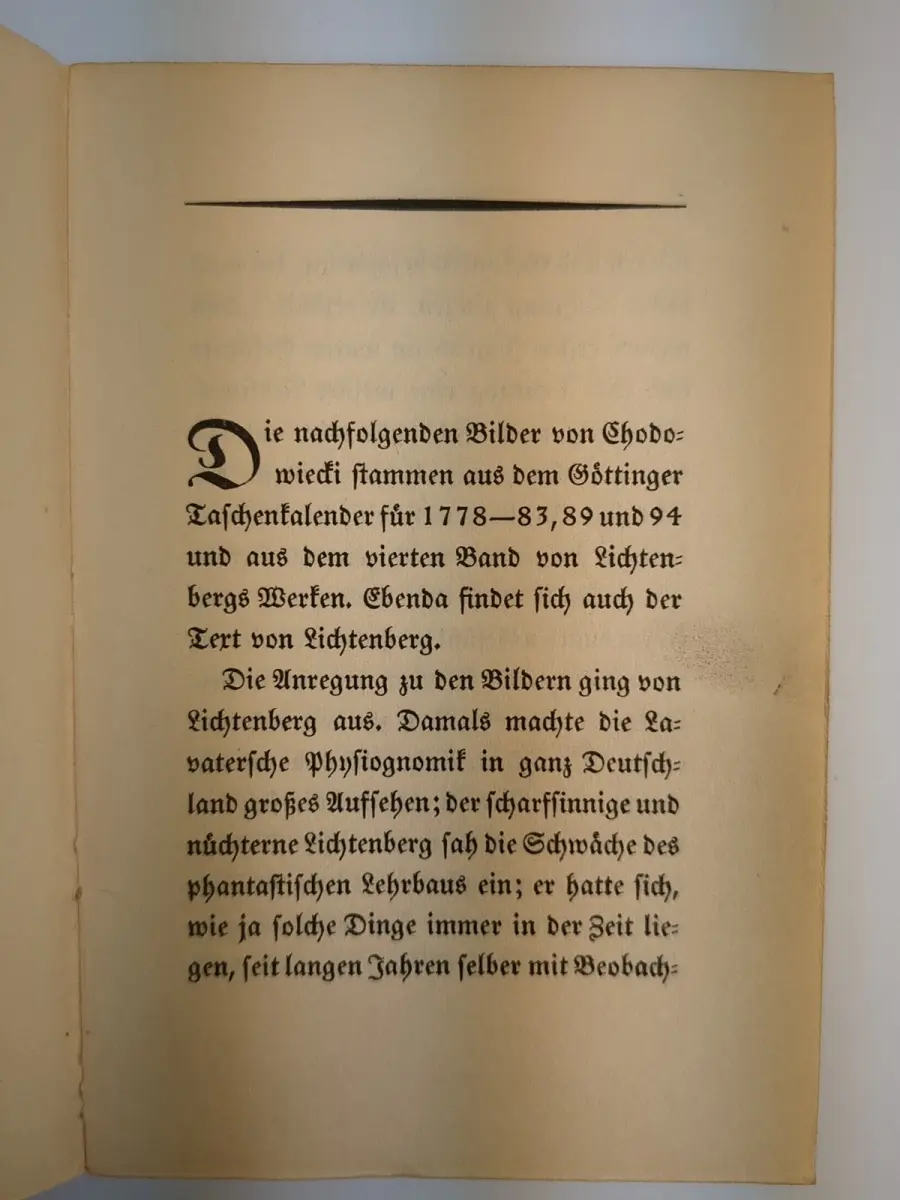 Die nachfolgenden Bilder von Chodo-
wiecki stammen aus dem Göttinger
Taschenkalender für 1778—83, 89 und 94
und aus dem vierten Band von Lichten-
bergs Werken. Ebenda findet sich auch der
Text von Lichtenberg.
Die Anregung zu den Bildern ging von
Lichtenberg aus. Damals machte die La-
vatersche Physiognomik in ganz Deutsch-
land großes Aufsehen; der scharfsinnige und
nüchterne Lichtenberg sah die Schwäche des
phantastischen Lehrbaus ein; er hatte sich,
wie ja solche Dinge immer in der Zeit lie-
gen, seit langen Jahren selber mit Beobach-